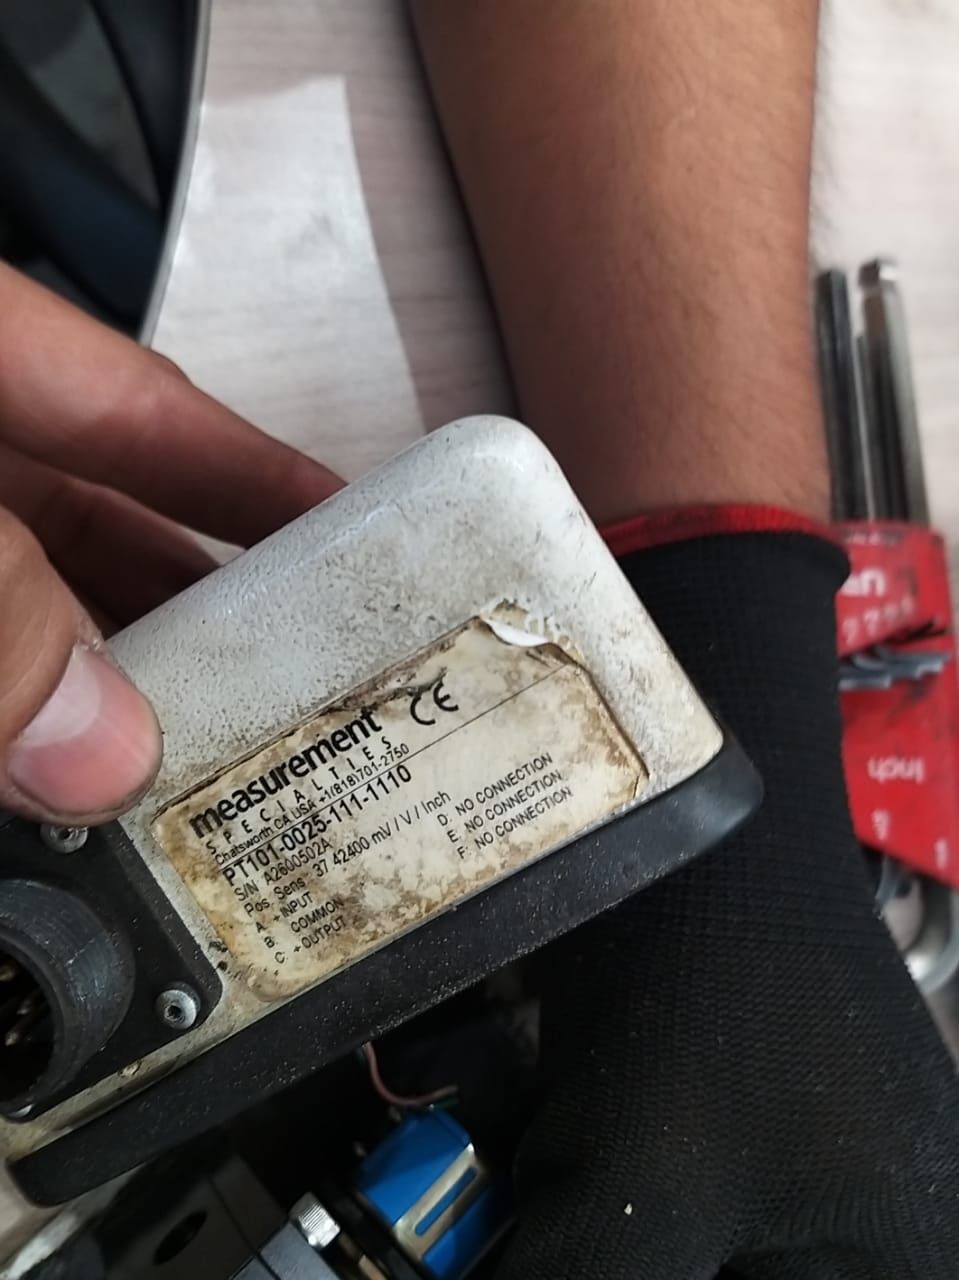 measurement
SPECIALTIES
CE
Chatsworth CA USA +1(818)701-2750
PT101-0025-111-1110
S/N A2600502A
Pos. Sens 37 42400 mV / V / Inch
A + INPUT
B: COMMON
C: + OUTPUT
D: NO CONNECTION
E: NO CONNECTION
F: NO CONNECTION
Inch